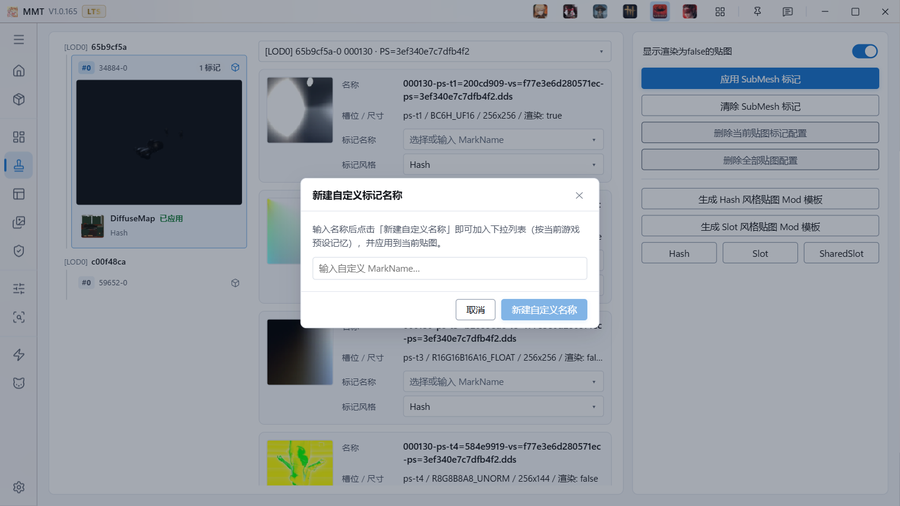 MMT V1.0.165 LTS
[LOD0] 65b9cf5a
#0 34884-0 1 标记
DiffuseMap 已应用
Hash
[LOD0] c00f48ca
#0 59652-0
[LOD0] 65b9cf5a-0 000130 · PS=3ef340e7c7dfb4f2
名称 000130-ps-t1=200cd909-vs=f77e3e6d280571ec-
ps=3ef340e7c7dfb4f2.dds
槽位 / 尺寸 ps-t1 / BC6H_UF16 / 256x256 / 渲染: true
标记名称 选择或输入 MarkName
标记风格 Hash
新建自定义标记名称
输入名称后点击「新建自定义名称」即可加入下拉列表（按当前游戏
预设记忆），并应用到当前贴图。
输入自定义 MarkName...
取消 新建自定义名称
-ps=3ef340e7c7dfb4f2.dds
槽位 / 尺寸 ps-t3 / R16G16B16A16_FLOAT / 256x256 / 渲染: fal...
标记名称 选择或输入 MarkName
标记风格 Hash
名称 000130-ps-t4=584e9919-vs=f77e3e6d280571ec
-ps=3ef340e7c7dfb4f2.dds
槽位 / 尺寸 ps-t4 / R8G8B8A8_UNORM / 256x144 / 渲染: false
显示渲染为false的贴图
应用 SubMesh 标记
清除 SubMesh 标记
删除当前贴图标记配置
删除全部贴图配置
生成 Hash 风格贴图 Mod 模板
生成 Slot 风格贴图 Mod 模板
Hash Slot SharedSlot